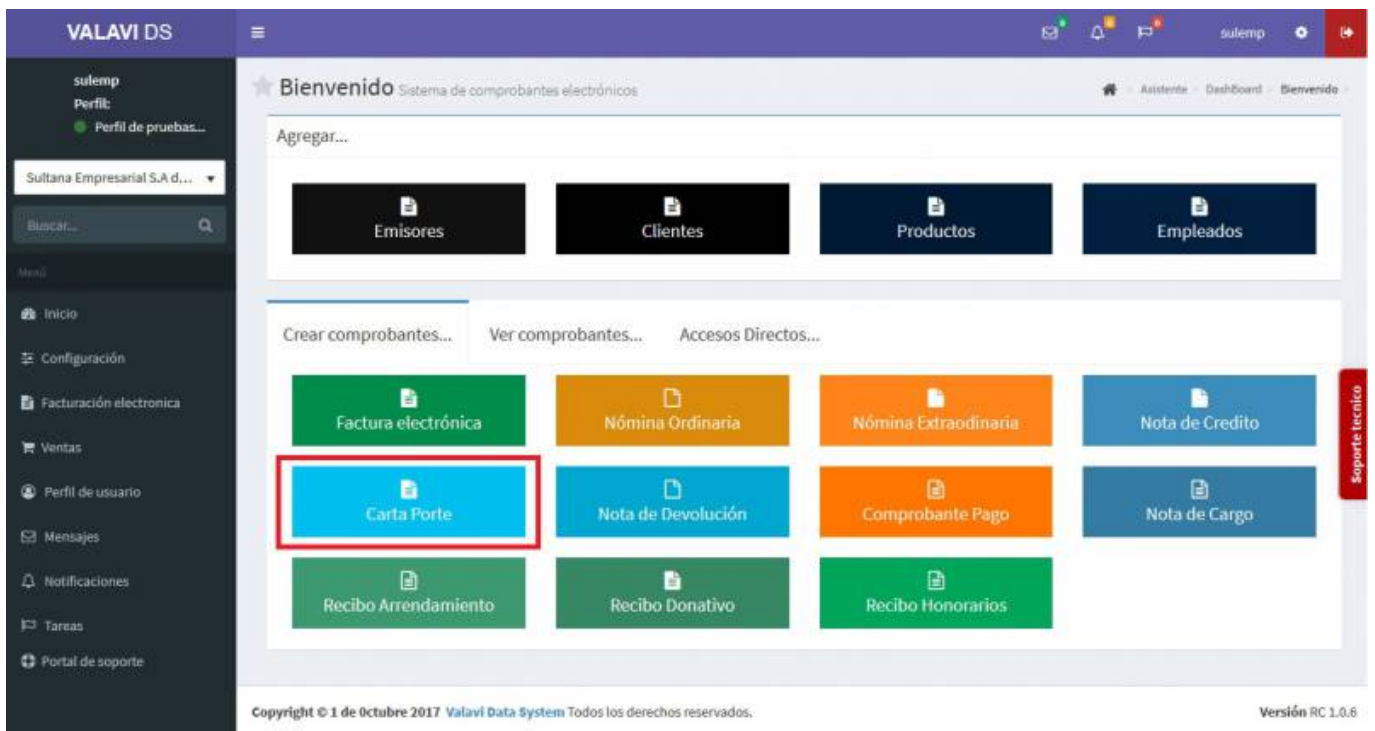 VALAVI DS
sulemp
sulemp
Perfil:
Perfil de pruebas...
Sultana Empresarial S.A d...
Buscar...
Menú
Inicio
Configuración
Facturación electronica
Ventas
Perfil de usuario
Mensajes
Notificaciones
Tareas
Portal de soporte
Bienvenido Sistema de comprobantes electrónicos
Asistente DashBoard Bienvenido
Agregar...
Emisores
Clientes
Productos
Empleados
Crear comprobantes... Ver comprobantes... Accesos Directos...
Factura electrónica
Nómina Ordinaria
Nómina Extraodinaria
Nota de Credito
Carta Porte
Nota de Devolución
Comprobante Pago
Nota de Cargo
Recibo Arrendamiento
Recibo Donativo
Recibo Honorarios
Soporte tecnico
Copyright © 1 de 0ctubre 2017 Valavi Data System Todos los derechos reservados.
Versión RC 1.0.6